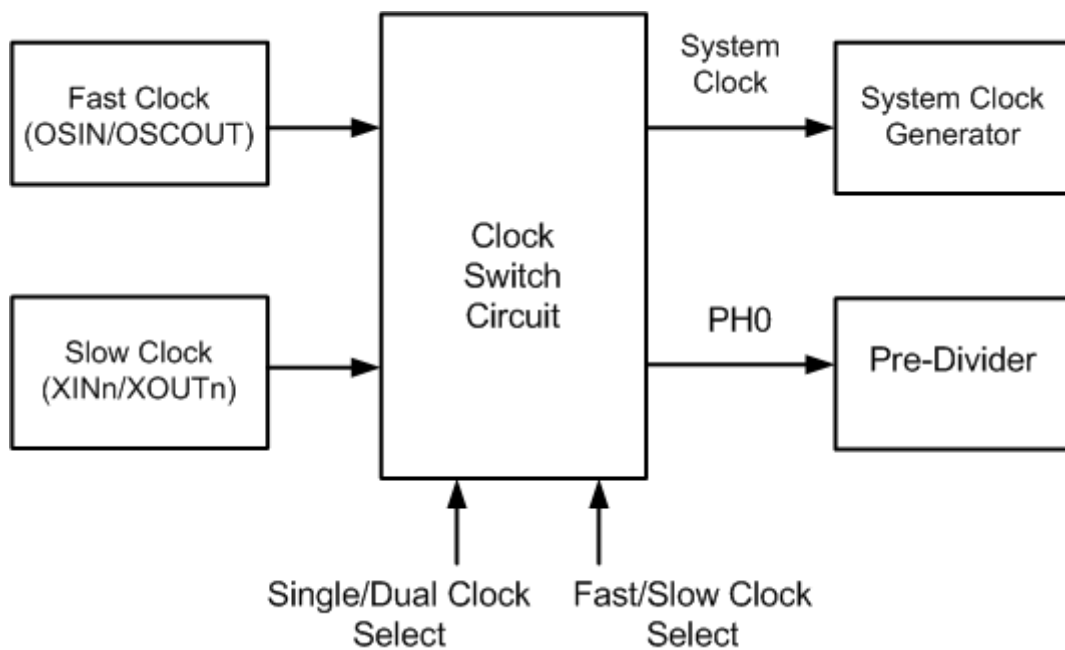 Fast Clock
(OSIN/OSCOUT)
System
Clock
System Clock
Generator
Clock
Switch
Circuit
Slow Clock
(XINn/XOUTn)
PH0
Pre-Divider
Single/Dual Clock
Select
Fast/Slow Clock
Select